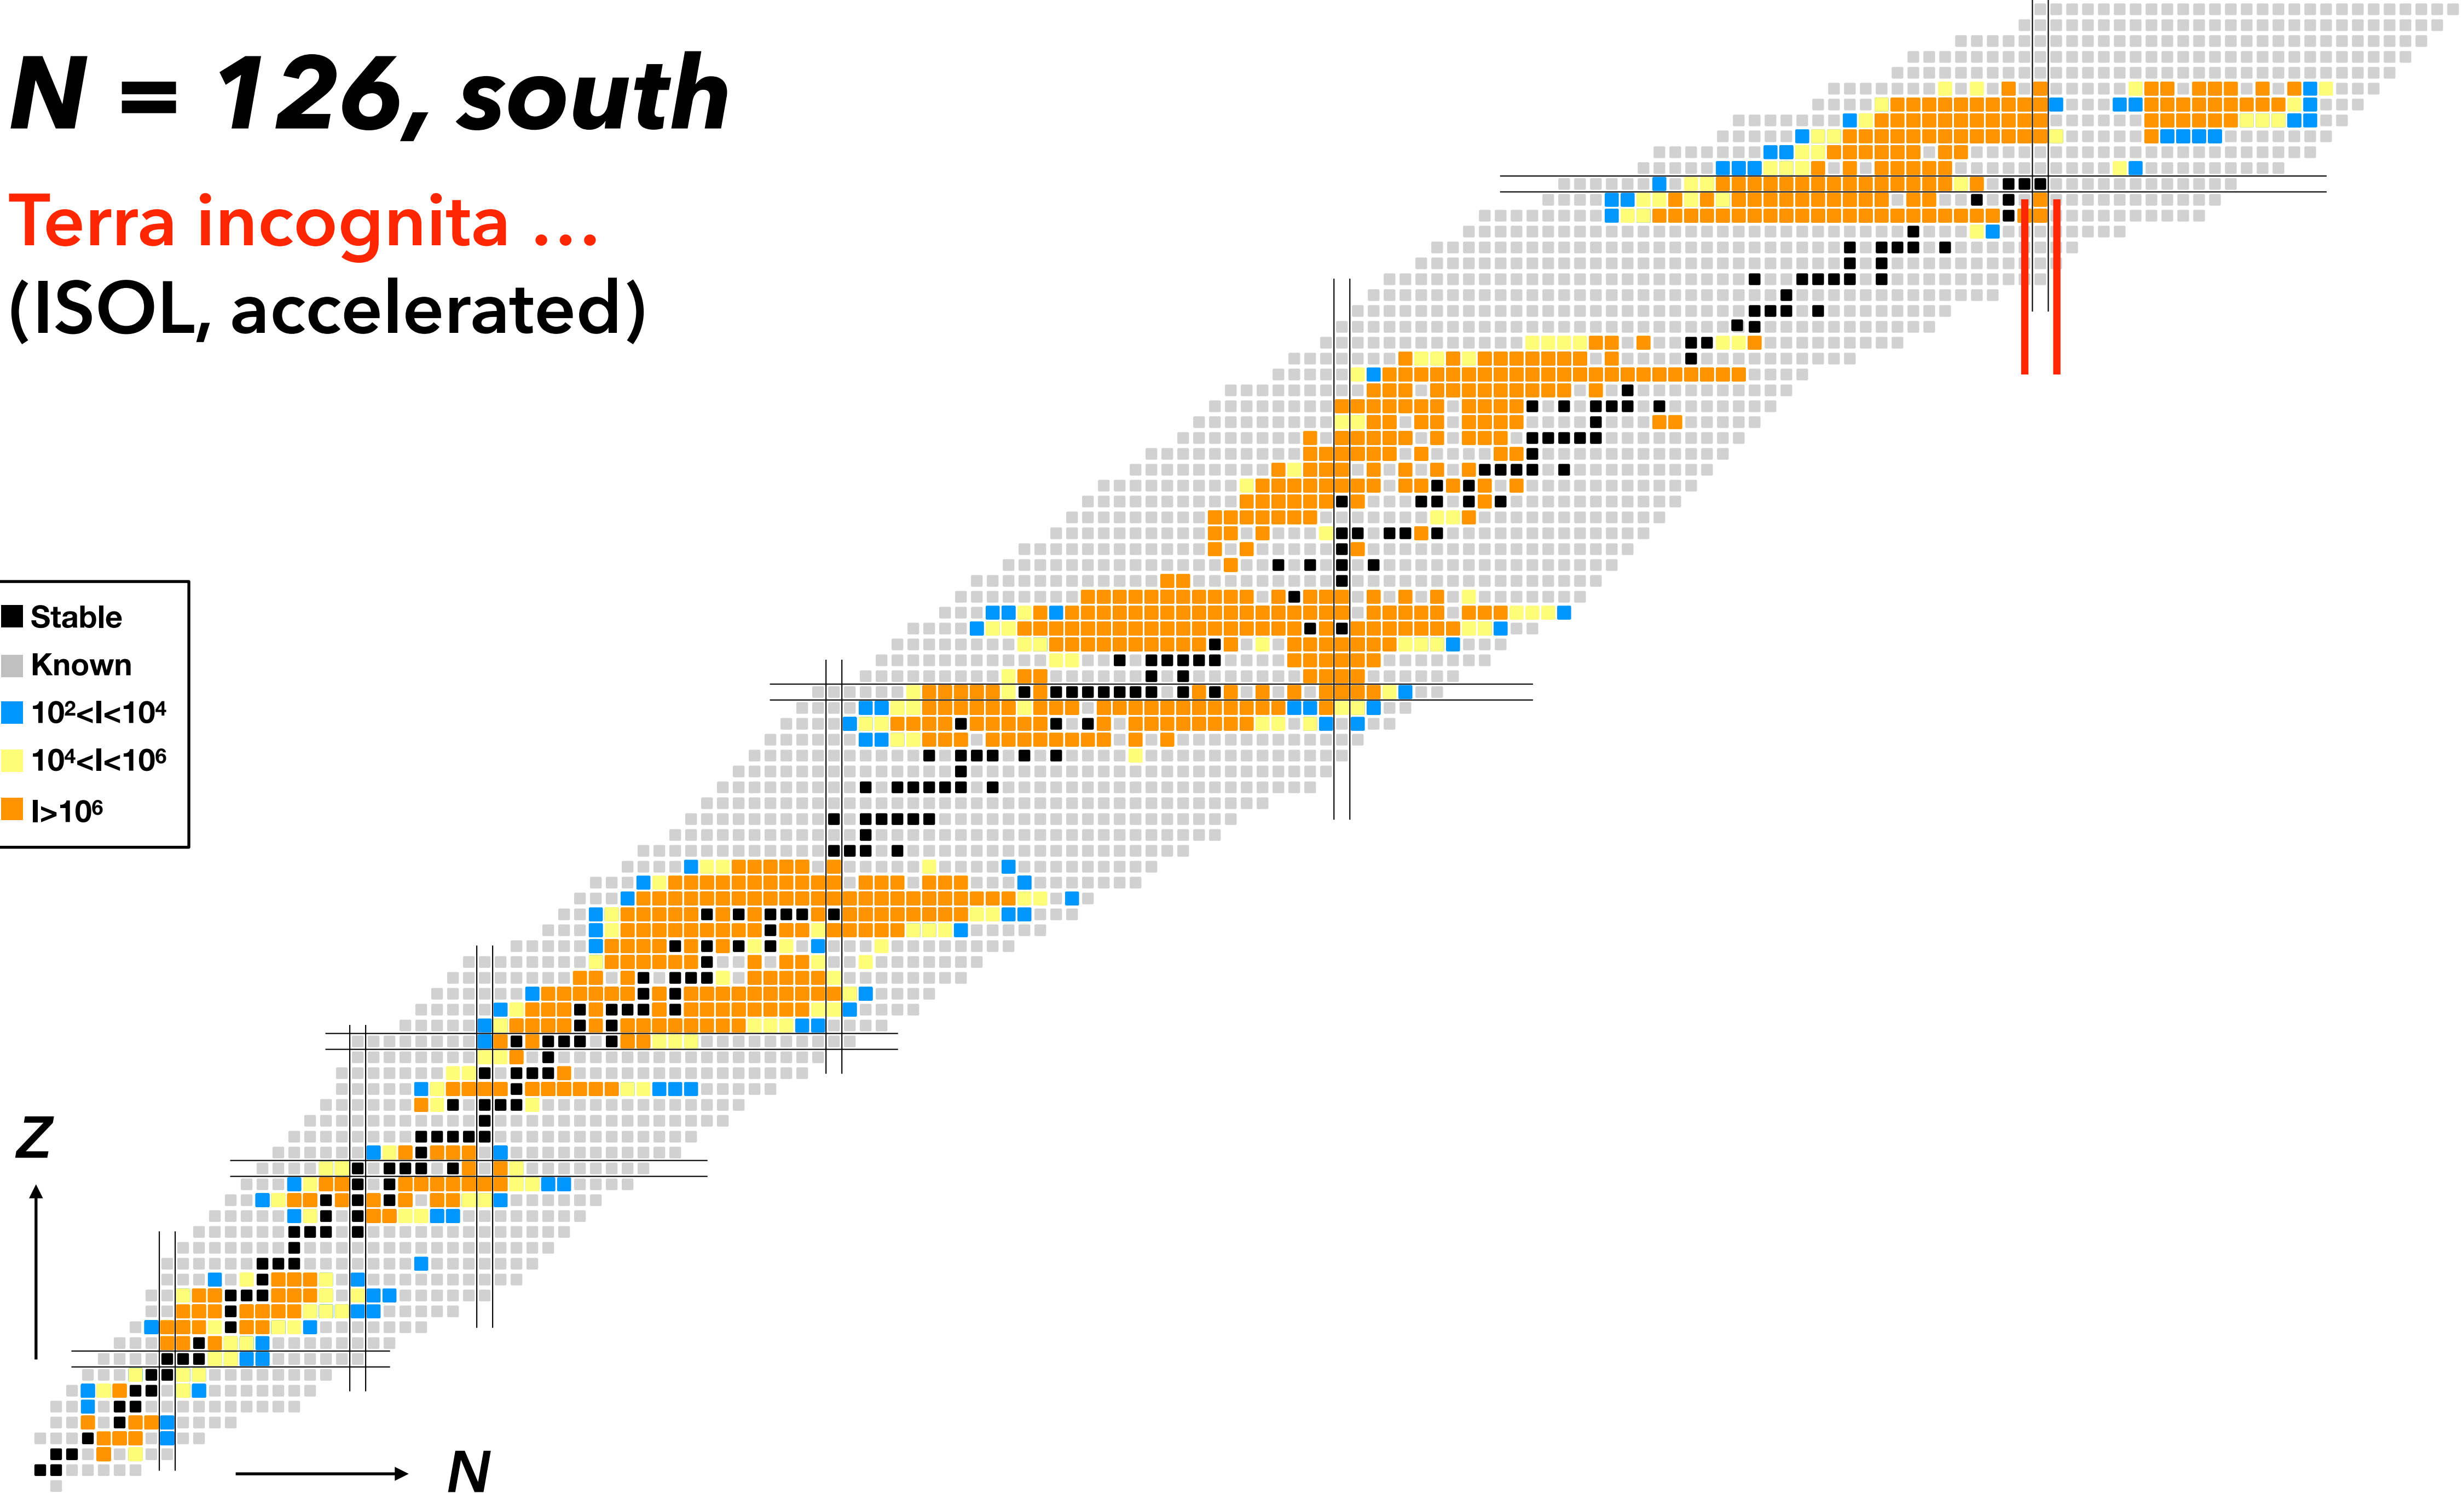 N = 126, south
Terra incognita ...
(ISOL, accelerated)
Stable
Known
10²<I<10⁴
10⁴<I<10⁶
I>10⁶
Z
N